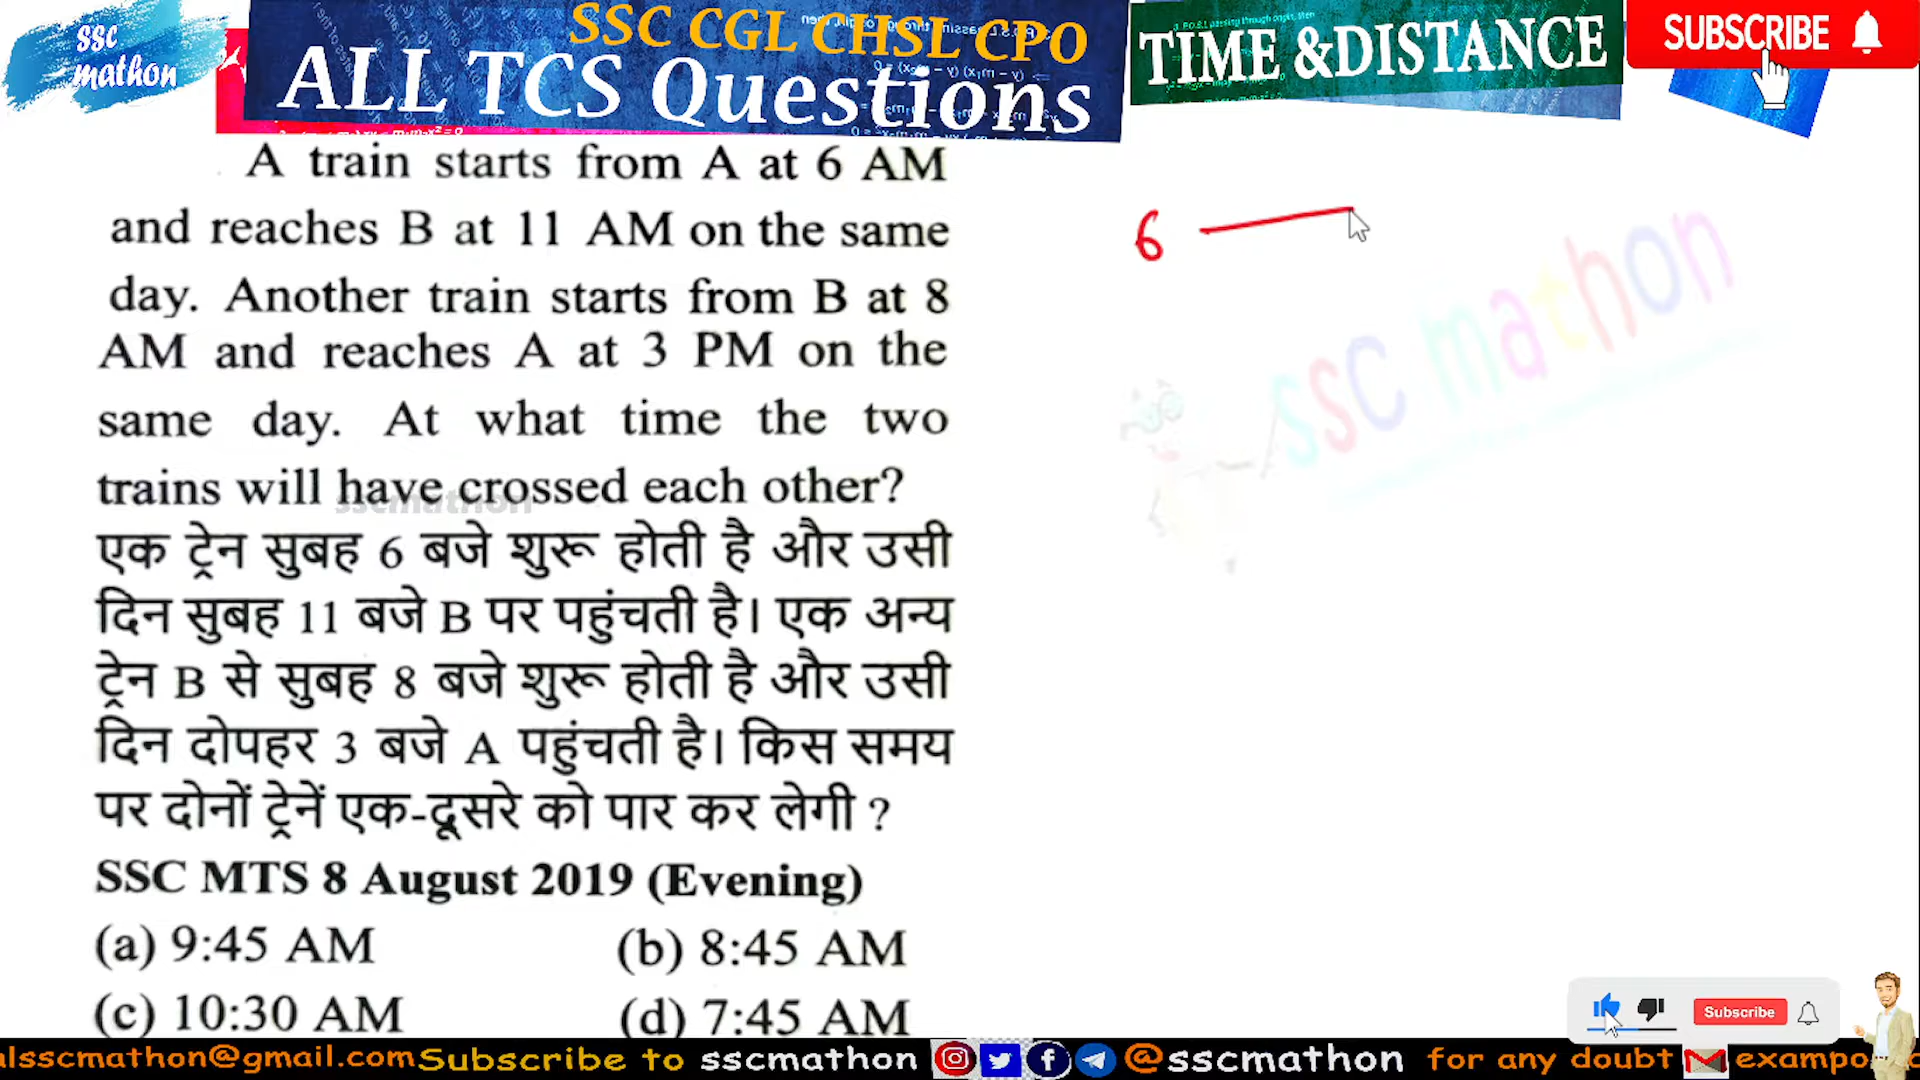 ssc
mathon
SSC CGL CHSL CPO
ALL TCS Questions
TIME &DISTANCE
SUBSCRIBE
A train starts from A at 6 AM
and reaches B at 11 AM on the same
day. Another train starts from B at 8
AM and reaches A at 3 PM on the
same day. At what time the two
trains will have crossed each other?
sscmathon
एक ट्रेन सुबह 6 बजे शुरू होती है और उसी
दिन सुबह 11 बजे B पर पहुंचती है। एक अन्य
ट्रेन B से सुबह 8 बजे शुरू होती है और उसी
दिन दोपहर 3 बजे A पहुंचती है। किस समय
पर दोनों ट्रेनें एक-दूसरे को पार कर लेगी ?
SSC MTS 8 August 2019 (Evening)
(a) 9:45 AM (b) 8:45 AM
(c) 10:30 AM (d) 7:45 AM
6
ssc mathon
Subscribe
alsscmathon@gmail.com Subscribe to sscmathon @sscmathon for any doubt exampo